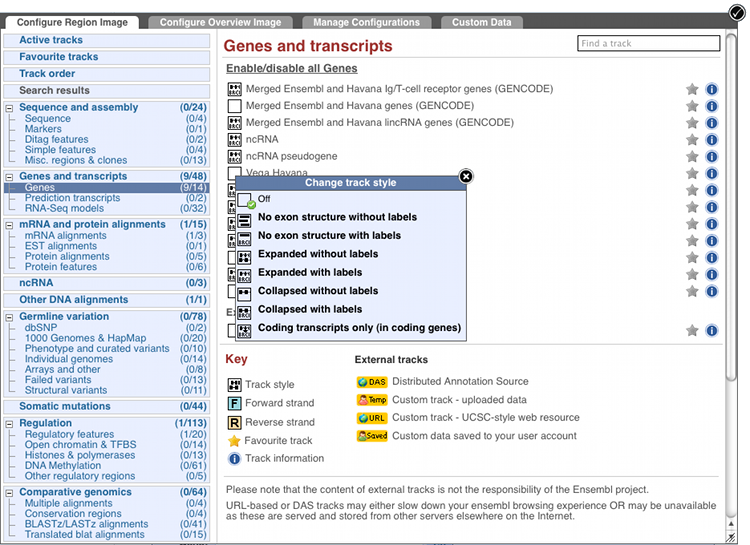 Configure Region Image
Configure Overview Image
Manage Configurations
Custom Data
Active tracks
Favourite tracks
Track order
Search results
Sequence and assembly (0/24)
Sequence (0/4)
Markers (0/1)
Ditag features (0/2)
Simple features (0/4)
Misc. regions & clones (0/13)
Genes and transcripts (9/48)
Genes (9/14)
Prediction transcripts (0/2)
RNA-Seq models (0/32)
mRNA and protein alignments (1/15)
mRNA alignments (1/3)
EST alignments (0/1)
Protein alignments (0/5)
Protein features (0/6)
ncRNA (0/3)
Other DNA alignments (1/1)
Germline variation (0/78)
dbSNP (0/2)
1000 Genomes & HapMap (0/20)
Phenotype and curated variants (0/10)
Individual genomes (0/14)
Arrays and other (0/8)
Failed variants (0/13)
Structural variants (0/11)
Somatic mutations (0/44)
Regulation (1/113)
Regulatory features (1/20)
Open chromatin & TFBS (0/14)
Histones & polymerases (0/13)
DNA Methylation (0/61)
Other regulatory regions (0/5)
Comparative genomics (0/64)
Multiple alignments (0/4)
Conservation regions (0/4)
BLASTz/LASTz alignments (0/41)
Translated blat alignments (0/15)
Genes and transcripts
Find a track
Enable/disable all Genes
Merged Ensembl and Havana Ig/T-cell receptor genes (GENCODE)
Merged Ensembl and Havana genes (GENCODE)
Merged Ensembl and Havana lincRNA genes (GENCODE)
ncRNA
ncRNA pseudogene
Vega Havana
Change track style
Off
No exon structure without labels
No exon structure with labels
Expanded without labels
Expanded with labels
Collapsed without labels
Collapsed with labels
Coding transcripts only (in coding genes)
Key
Track style
F Forward strand
R Reverse strand
Favourite track
Track information
External tracks
DAS Distributed Annotation Source
Temp Custom track - uploaded data
URL Custom track - UCSC-style web resource
Saved Custom data saved to your user account
Please note that the content of external tracks is not the responsibility of the Ensembl project.
URL-based or DAS tracks may either slow down your ensembl browsing experience OR may be unavailable
as these are served and stored from other servers elsewhere on the Internet.